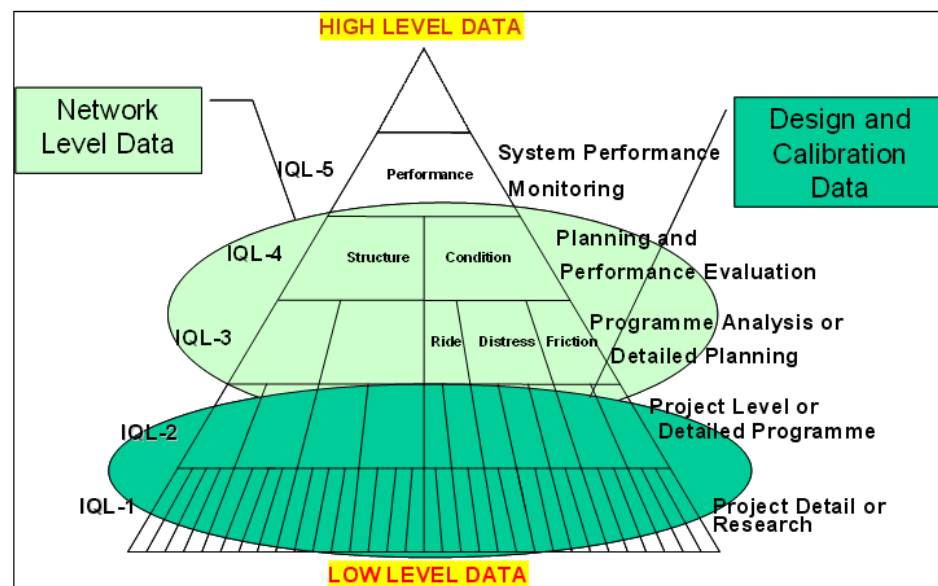 HIGH LEVEL DATA
Network
Level Data
Design and
Calibration
Data
IQL-5
Performance
System Performance
Monitoring
IQL-4
Structure
Condition
Planning and
Performance Evaluation
IQL-3
Ride
Distress
Friction
Programme Analysis or
Detailed Planning
IQL-2
Project Level or
Detailed Programme
IQL-1
Project Detail or
Research
LOW LEVEL DATA